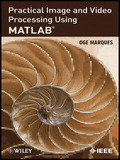 Practical Image and Video
Processing Using
MATLAB®
OGE MARQUES
WILEY
IEEE